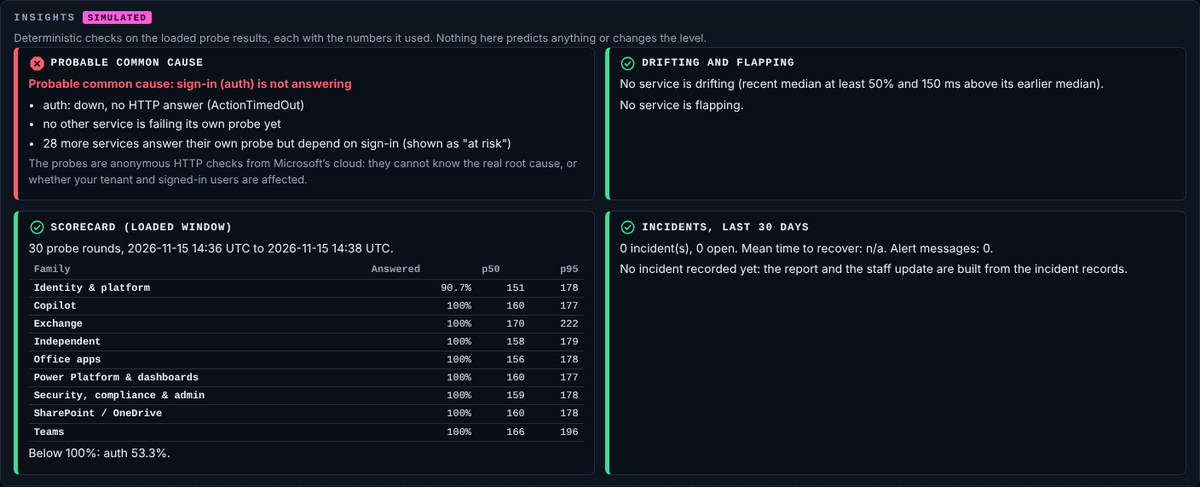 INSIGHTS SIMULATED
Deterministic checks on the loaded probe results, each with the numbers it used. Nothing here predicts anything or changes the level.
PROBABLE COMMON CAUSE
Probable common cause: sign-in (auth) is not answering
• auth: down, no HTTP answer (ActionTimedOut)
• no other service is failing its own probe yet
• 28 more services answer their own probe but depend on sign-in (shown as "at risk")
The probes are anonymous HTTP checks from Microsoft's cloud: they cannot know the real root cause, or
whether your tenant and signed-in users are affected.
DRIFTING AND FLAPPING
No service is drifting (recent median at least 50% and 150 ms above its earlier median).
No service is flapping.
SCORECARD (LOADED WINDOW)
30 probe rounds, 2026-11-15 14:36 UTC to 2026-11-15 14:38 UTC.
Family Answered p50 p95
Identity & platform 90.7% 151 178
Copilot 100% 160 177
Exchange 100% 170 222
Independent 100% 158 179
Office apps 100% 156 178
Power Platform & dashboards 100% 160 177
Security, compliance & admin 100% 159 178
SharePoint / OneDrive 100% 160 178
Teams 100% 166 196
Below 100%: auth 53.3%.
INCIDENTS, LAST 30 DAYS
0 incident(s), 0 open. Mean time to recover: n/a. Alert messages: 0.
No incident recorded yet: the report and the staff update are built from the incident records.